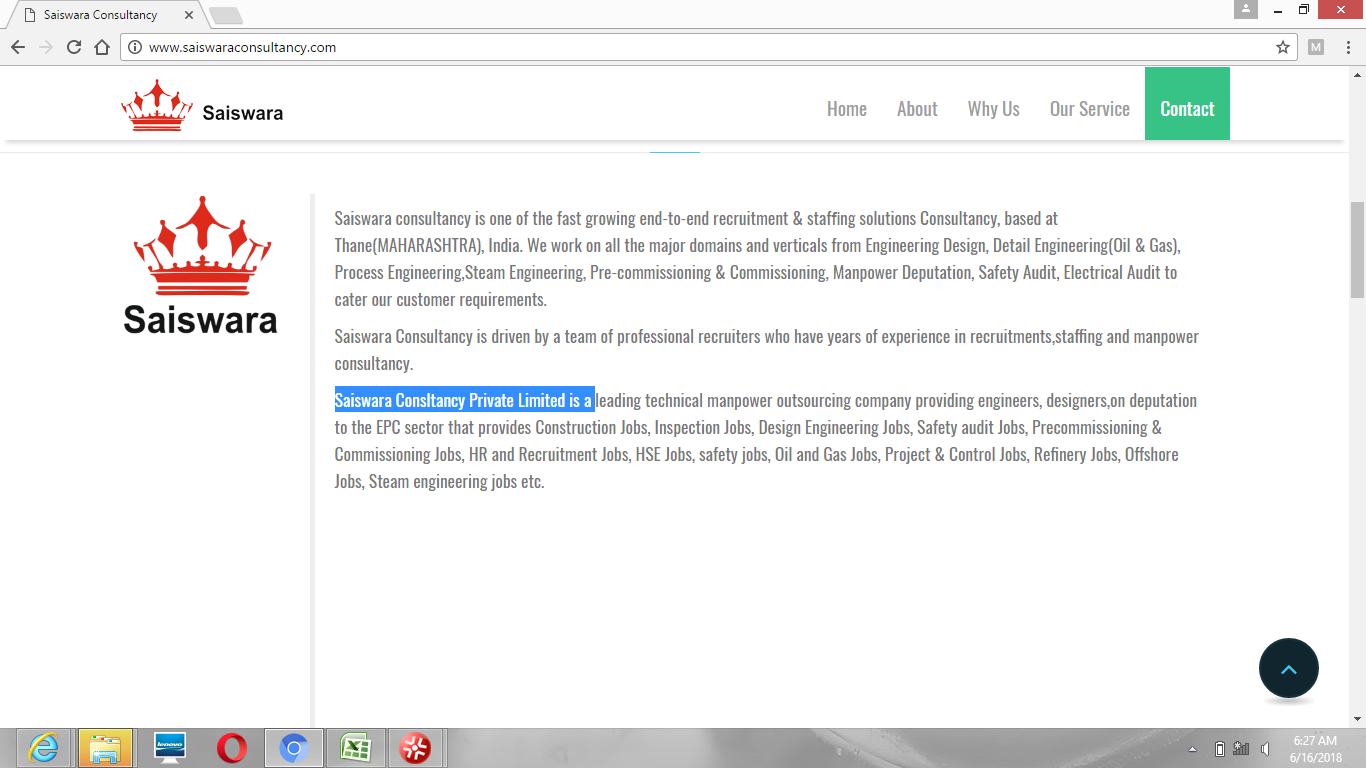 Saiswara Consultancy
www.saiswaraconsultancy.com
M
Saiswara
Home About Why Us Our Service Contact
Saiswara
Saiswara consultancy is one of the fast growing end-to-end recruitment & staffing solutions Consultancy, based at
Thane(MAHARASHTRA), India. We work on all the major domains and verticals from Engineering Design, Detail Engineering(Oil & Gas),
Process Engineering,Steam Engineering, Pre-commissioning & Commissioning, Manpower Deputation, Safety Audit, Electrical Audit to
cater our customer requirements.
Saiswara Consultancy is driven by a team of professional recruiters who have years of experience in recruitments,staffing and manpower
consultancy.
Saiswara Consltancy Private Limited is a leading technical manpower outsourcing company providing engineers, designers,on deputation
to the EPC sector that provides Construction Jobs, Inspection Jobs, Design Engineering Jobs, Safety audit Jobs, Precommissioning &
Commissioning Jobs, HR and Recruitment Jobs, HSE Jobs, safety jobs, Oil and Gas Jobs, Project & Control Jobs, Refinery Jobs, Offshore
Jobs, Steam engineering jobs etc.
lenovo
6:27 AM
6/16/2018